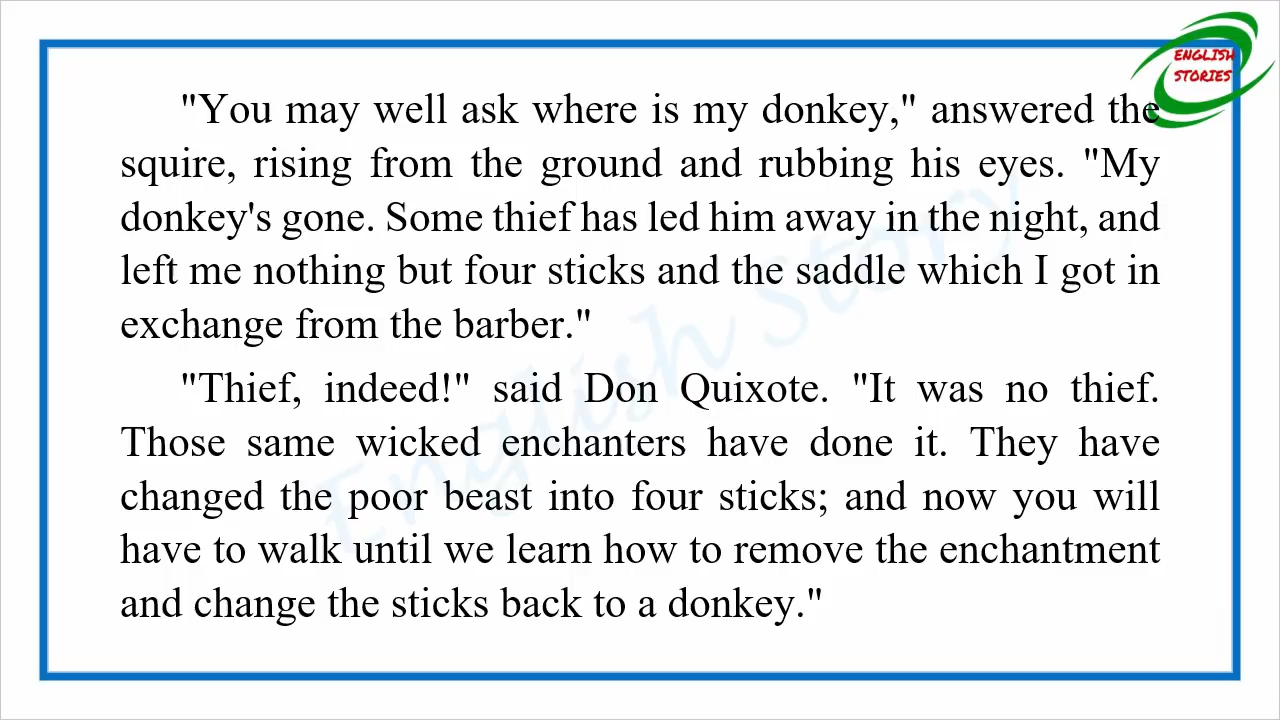 ENGLISH
STORIES
"You may well ask where is my donkey," answered the
squire, rising from the ground and rubbing his eyes. "My
donkey's gone. Some thief has led him away in the night, and
left me nothing but four sticks and the saddle which I got in
exchange from the barber."
"Thief, indeed!" said Don Quixote. "It was no thief.
Those same wicked enchanters have done it. They have
changed the poor beast into four sticks; and now you will
have to walk until we learn how to remove the enchantment
and change the sticks back to a donkey."
English Story